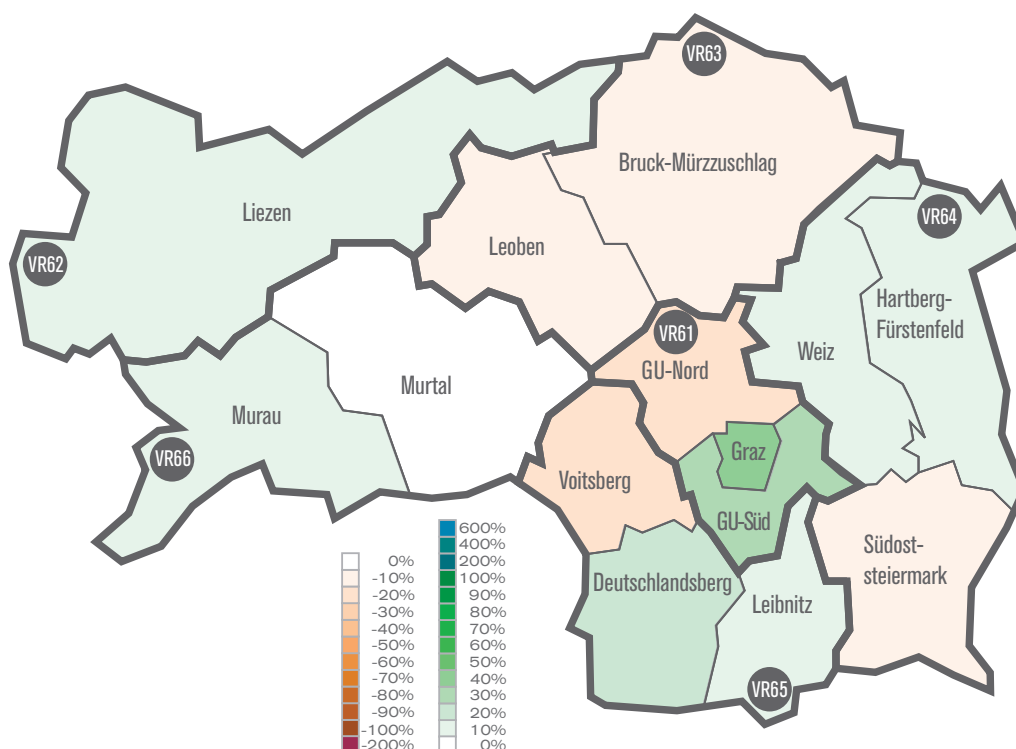 VR63
Bruck-Mürzzuschlag
Liezen
VR64
Leoben
VR62
Hartberg-
Fürstenfeld
VR61
GU-Nord
Weiz
Murtal
Murau
Graz
VR66
Voitsberg
GU-Süd
Südost-
steiermark
Deutschlandsberg
Leibnitz
VR65
0%
-10%
-20%
-30%
-40%
-50%
-60%
-70%
-80%
-90%
-100%
-200%
600%
400%
200%
100%
90%
80%
70%
60%
50%
40%
30%
20%
10%
0%